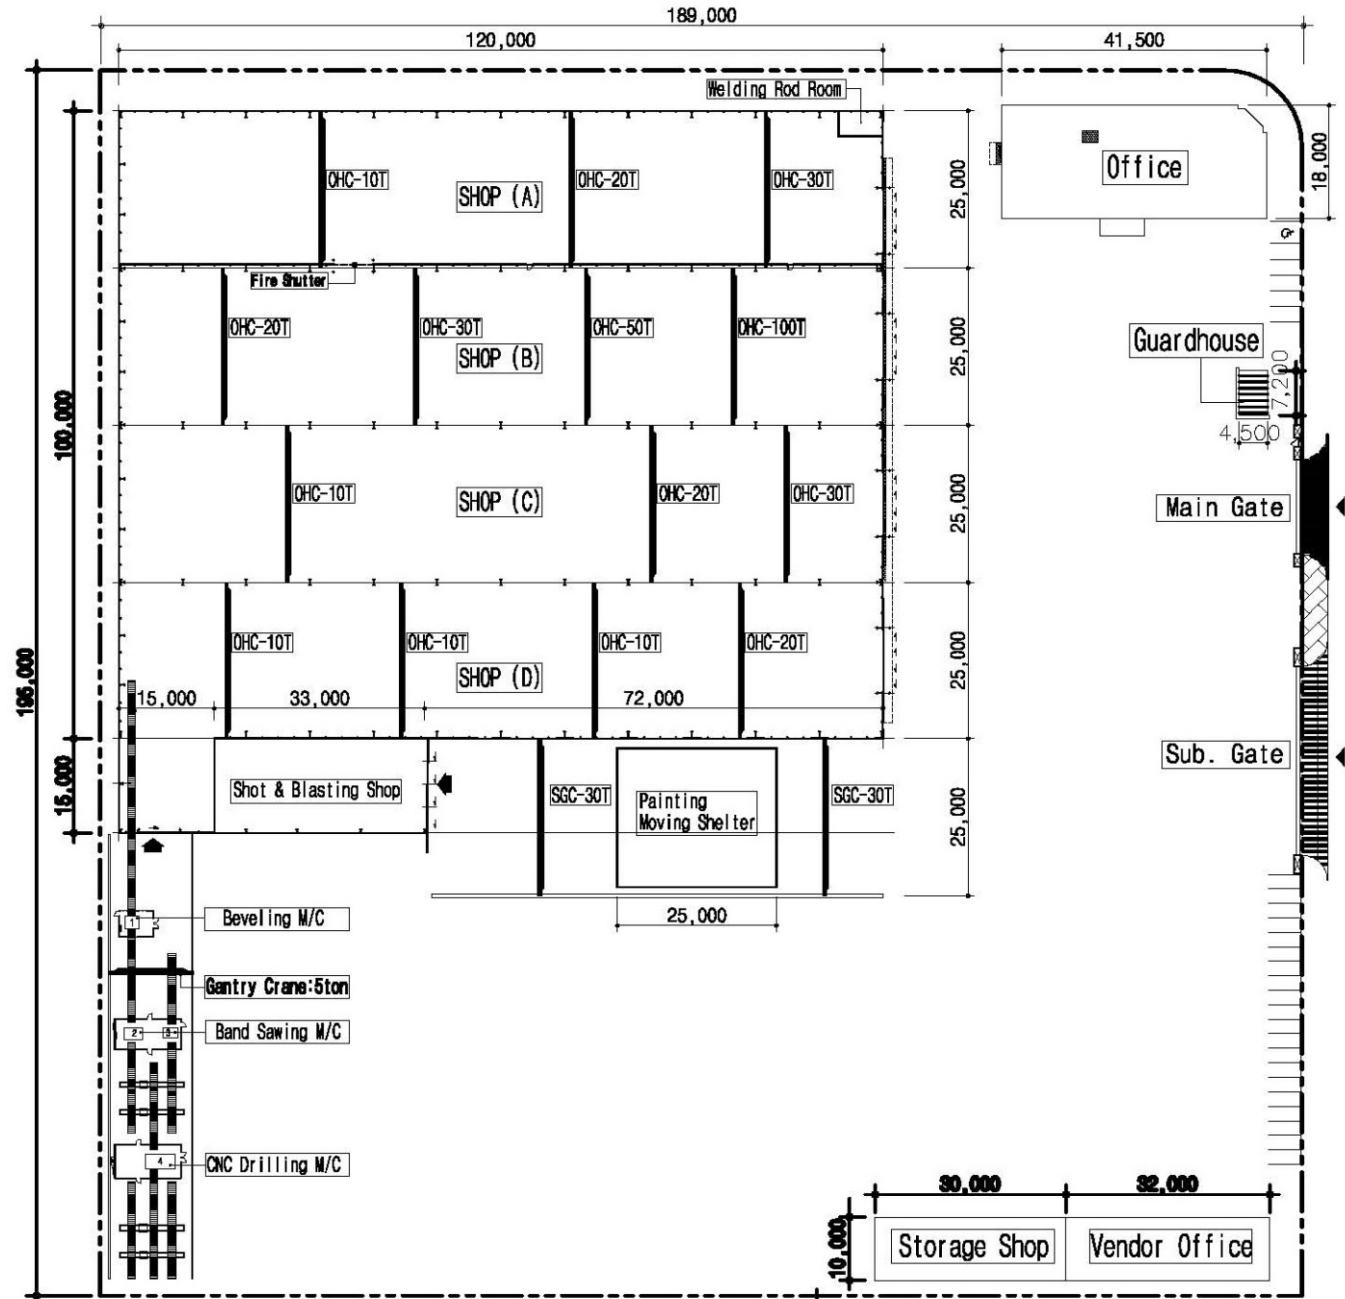 189,000
120,000
41,500
Welding Rod Room
OHC-10T
SHOP (A)
OHC-20T
OHC-30T
25,000
Office
18,000
Fire Shutter
OHC-20T
OHC-30T
SHOP (B)
OHC-50T
OHC-100T
25,000
Guardhouse
7,200
4,500
100,000
OHC-10T
SHOP (C)
OHC-20T
OHC-30T
25,000
Main Gate
OHC-10T
OHC-10T
SHOP (D)
OHC-10T
OHC-20T
25,000
195,000
15,000
33,000
72,000
Sub. Gate
15,000
Shot & Blasting Shop
SGC-30T
Painting
Moving Shelter
SGC-30T
25,000
25,000
1
Beveling M/C
Gantry Crane:5ton
2
3
Band Sawing M/C
4
CNC Drilling M/C
30,000
32,000
10,000
Storage Shop
Vendor Office